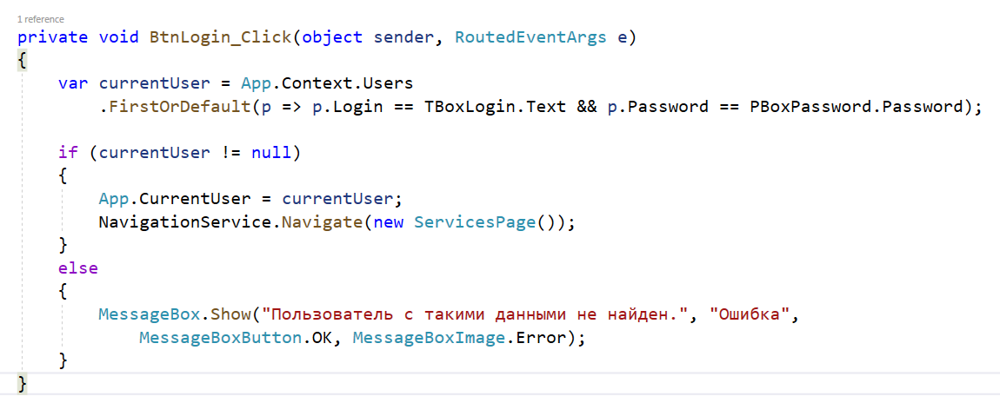 1 reference
private void BtnLogin_Click(object sender, RoutedEventArgs e)
{
    var currentUser = App.Context.Users
        .FirstOrDefault(p => p.Login == TBoxLogin.Text && p.Password == PBoxPassword.Password);

    if (currentUser != null)
    {
        App.CurrentUser = currentUser;
        NavigationService.Navigate(new ServicesPage());
    }
    else
    {
        MessageBox.Show("Пользователь с такими данными не найден.", "Ошибка",
            MessageBoxButton.OK, MessageBoxImage.Error);
    }
}